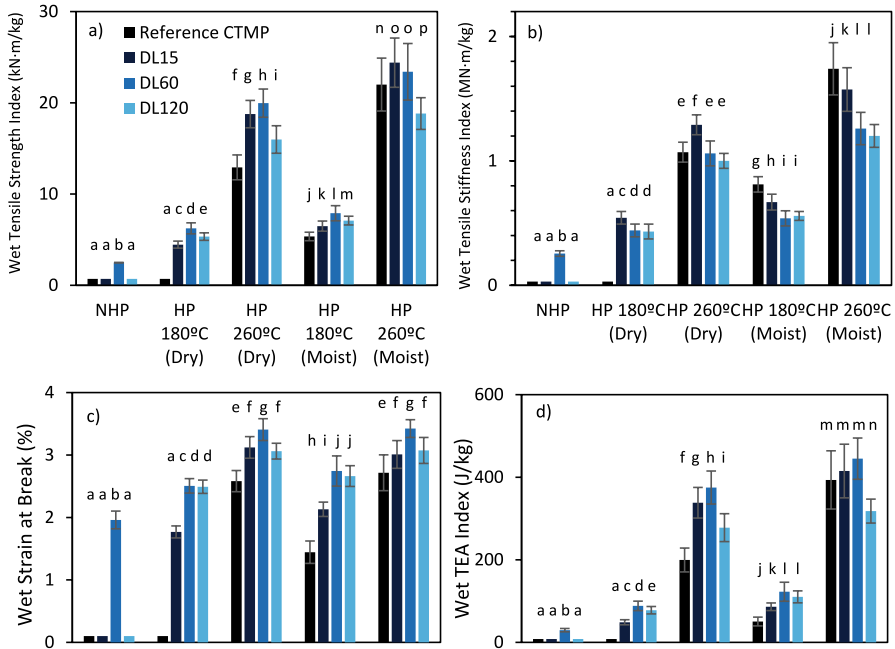 a)
Reference CTMP
DL15
DL60
DL120
Wet Tensile Strength Index (kN·m/kg)
30
20
10
0
a a b a
a c d e
f g h i
j k l m
n o o p
NHP
HP 180ºC (Dry)
HP 260ºC (Dry)
HP 180ºC (Moist)
HP 260ºC (Moist)
b)
Wet Tensile Stiffness Index (MN·m/kg)
2
1
0
a a b a
a c d d
e f e e
g h i i
j k l l
NHP
HP 180ºC (Dry)
HP 260ºC (Dry)
HP 180ºC (Moist)
HP 260ºC (Moist)
c)
Wet Strain at Break (%)
4
3
2
1
0
a a b a
a c d d
e f g f
h i j j
e f g f
d)
Wet TEA Index (J/kg)
600
400
200
0
a a b a
a c d e
f g h i
j k l l
m m m n